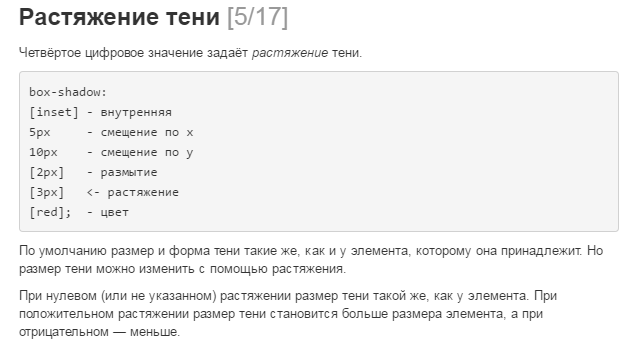 Растяжение тени [5/17]
Четвёртое цифровое значение задаёт растяжение тени.
box-shadow:
[inset] - внутренняя
5px - смещение по x
10px - смещение по y
[2px] - размытие
[3px] <- растяжение
[red]; - цвет
По умолчанию размер и форма тени такие же, как и у элемента, которому она принадлежит. Но
размер тени можно изменить с помощью растяжения.
При нулевом (или не указанном) растяжении размер тени такой же, как у элемента. При
положительном растяжении размер тени становится больше размера элемента, а при
отрицательном — меньше.